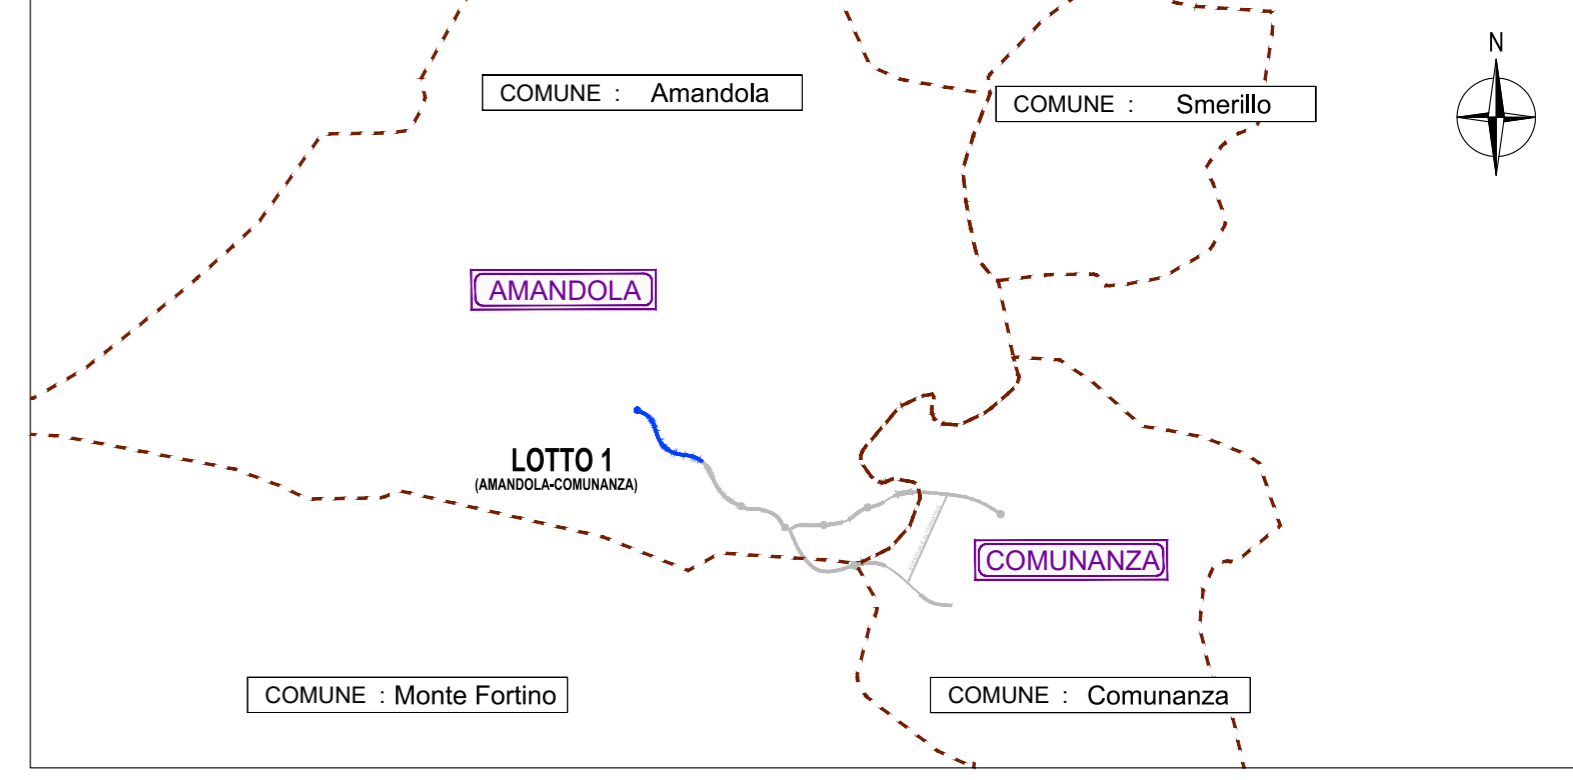 N
COMUNE : Amandola
COMUNE : Smerillo
AMANDOLA
LOTTO 1
(AMANDOLA-COMUNANZA)
COMUNANZA
COMUNE : Monte Fortino
COMUNE : Comunanza